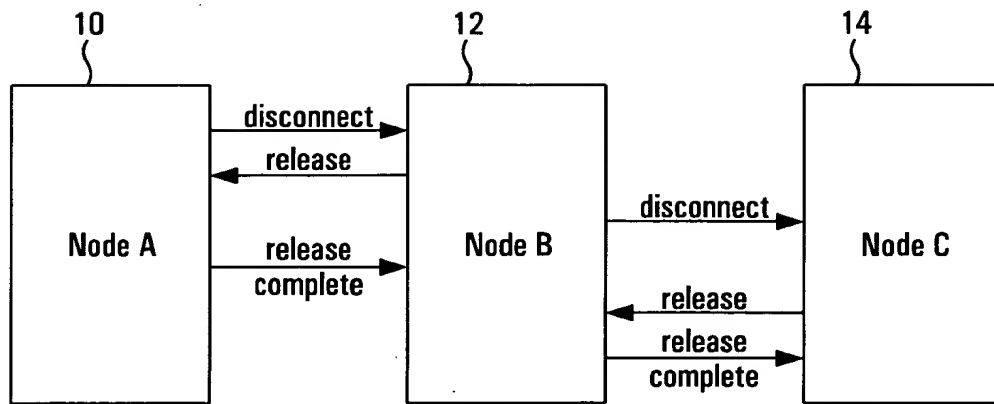 10
12
14
disconnect
release
disconnect
Node A
Node B
Node C
release
complete
release
release
complete